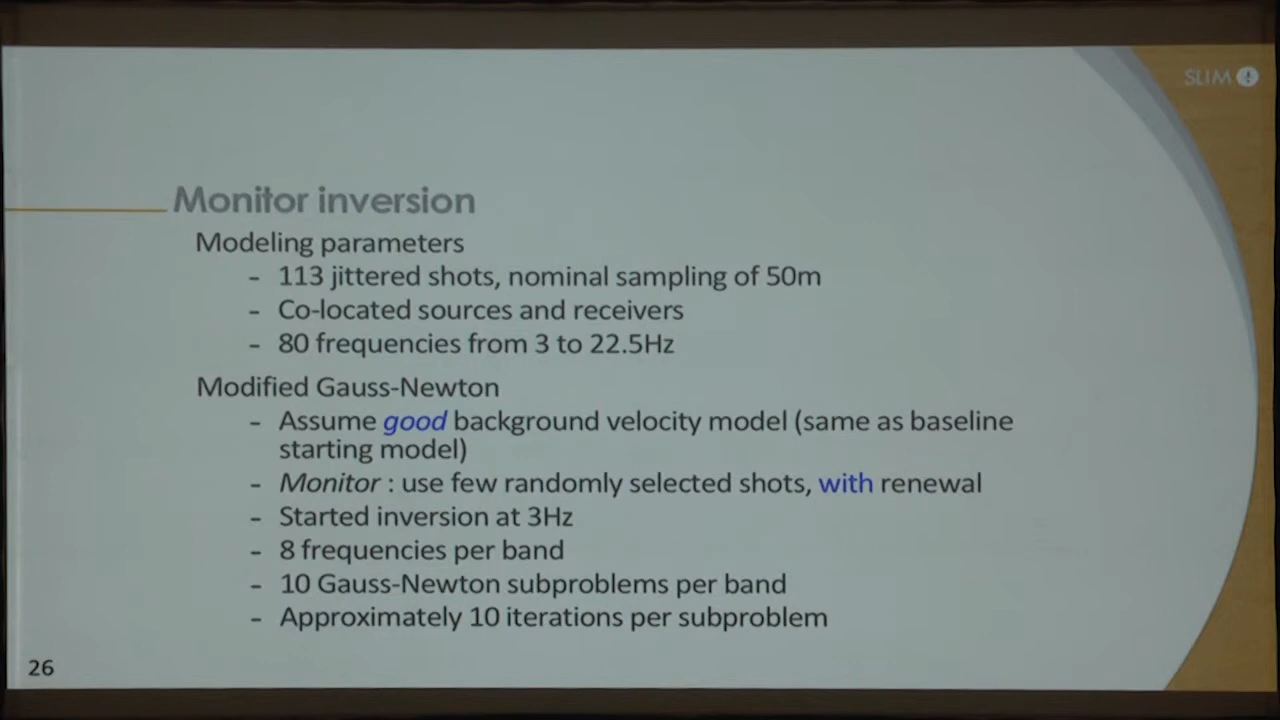 SLIM
Monitor inversion
Modeling parameters
- 113 jittered shots, nominal sampling of 50m
- Co-located sources and receivers
- 80 frequencies from 3 to 22.5Hz
Modified Gauss-Newton
- Assume good background velocity model (same as baseline
starting model)
- Monitor : use few randomly selected shots, with renewal
- Started inversion at 3Hz
- 8 frequencies per band
- 10 Gauss-Newton subproblems per band
- Approximately 10 iterations per subproblem
26